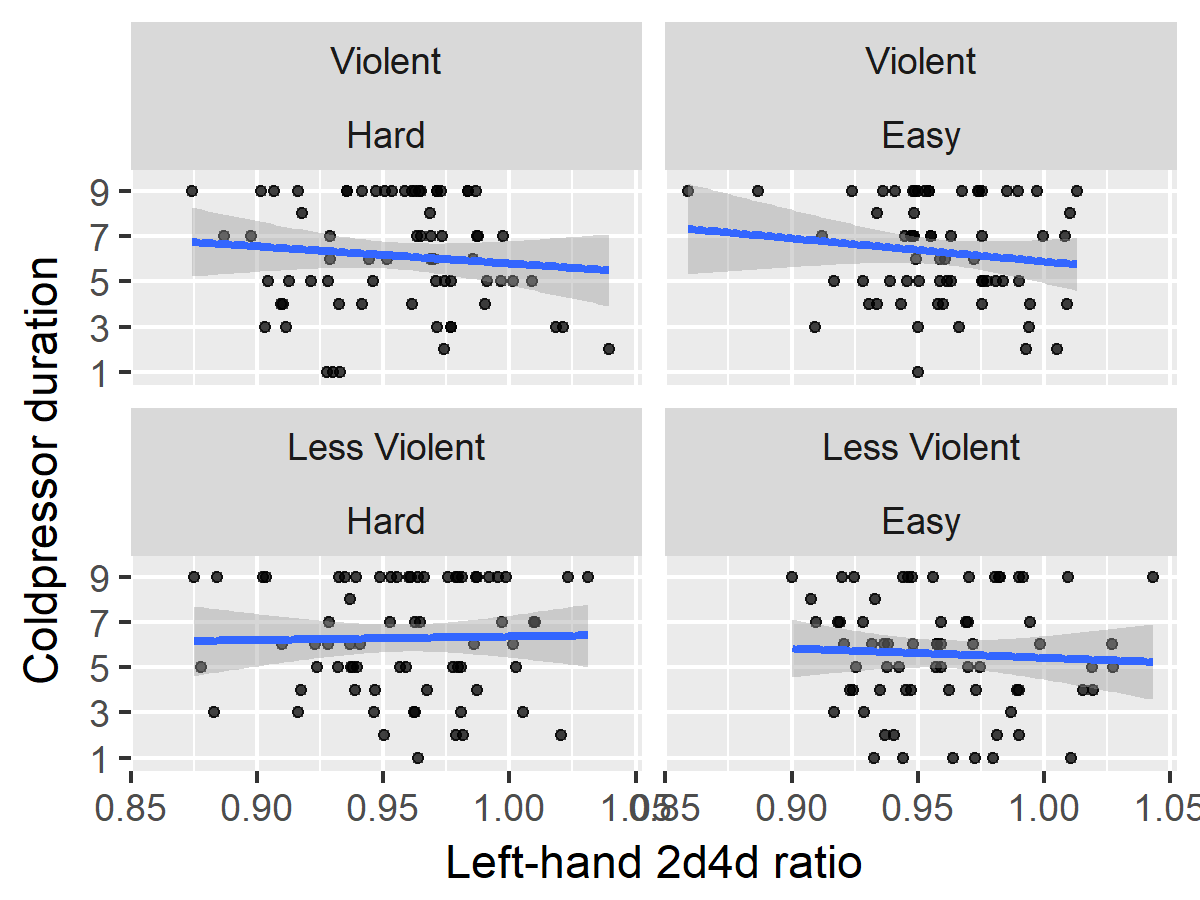 Violent
Hard
Violent
Easy
9
7
5
3
1
Less Violent
Hard
Less Violent
Easy
9
7
5
3
1
Coldpressor duration
0.85 0.90 0.95 1.00 1.05
0.85 0.90 0.95 1.00 1.05
Left-hand 2d4d ratio